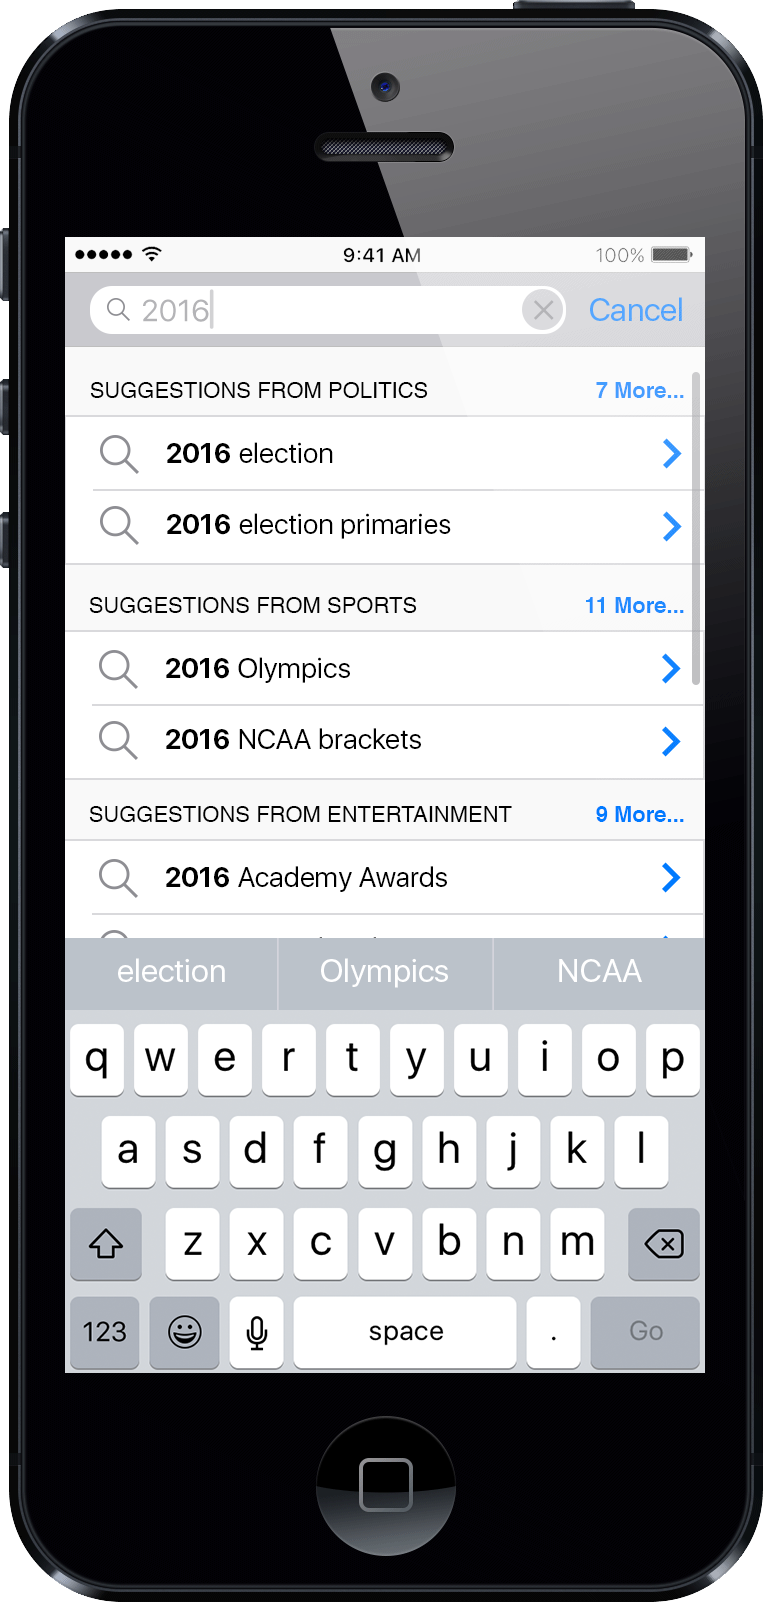 9:41 AM 100%
2016 Cancel
SUGGESTIONS FROM POLITICS 7 More...
2016 election
2016 election primaries
SUGGESTIONS FROM SPORTS 11 More...
2016 Olympics
2016 NCAA brackets
SUGGESTIONS FROM ENTERTAINMENT 9 More...
2016 Academy Awards
election Olympics NCAA
q w e r t y u i o p
a s d f g h j k l
z x c v b n m
123 space . Go